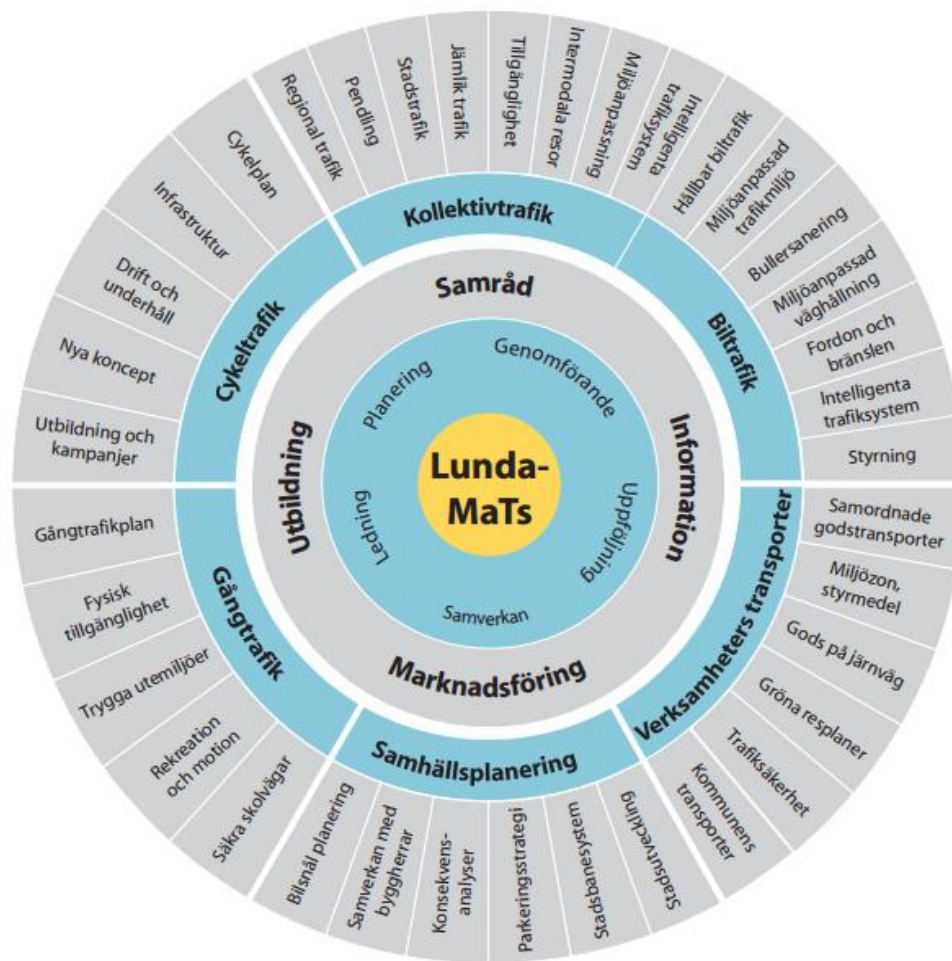 Lunda-
MaTs
Planering
Genomförande
Uppföljning
Samverkan
Ledning
Samråd
Information
Marknadsföring
Utbildning
Kollektivtrafik
Regional trafik
Pendling
Stadstrafik
Jämlik trafik
Tillgänglighet
Intermodala resor
Miljöanpassning
Intelligenta
trafiksystem
Biltrafik
Hållbar biltrafik
Miljöanpassad
trafikmiljö
Bullersanering
Miljöanpassad
väghållning
Fordon och
bränslen
Intelligenta
trafiksystem
Styrning
Verksamheters transporter
Samordnade
godstransporter
Miljözon,
styrmedel
Gods på järnväg
Gröna resplaner
Trafiksäkerhet
Kommunens
transporter
Samhällsplanering
Stadsutveckling
Stadsbanesystem
Parkeringsstrategi
Konsekvens-
analyser
Samverkan med
byggherrar
Bilsnål planering
Gångtrafik
Säkra skolvägar
Rekreation
och motion
Trygga utemiljöer
Fysisk
tillgänglighet
Gångtrafikplan
Cykeltrafik
Utbildning och
kampanjer
Nya koncept
Drift och
underhåll
Infrastruktur
Cykelplan